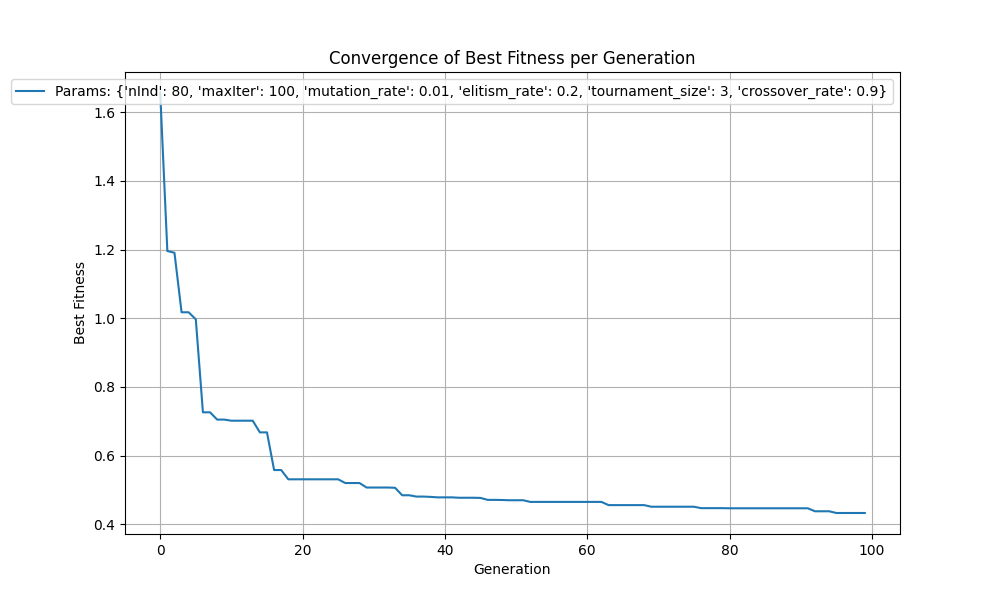 Convergence of Best Fitness per Generation
Params: {'nInd': 80, 'maxIter': 100, 'mutation_rate': 0.01, 'elitism_rate': 0.2, 'tournament_size': 3, 'crossover_rate': 0.9}
1.6
1.4
1.2
1.0
0.8
0.6
0.4
Best Fitness
0 20 40 60 80 100
Generation